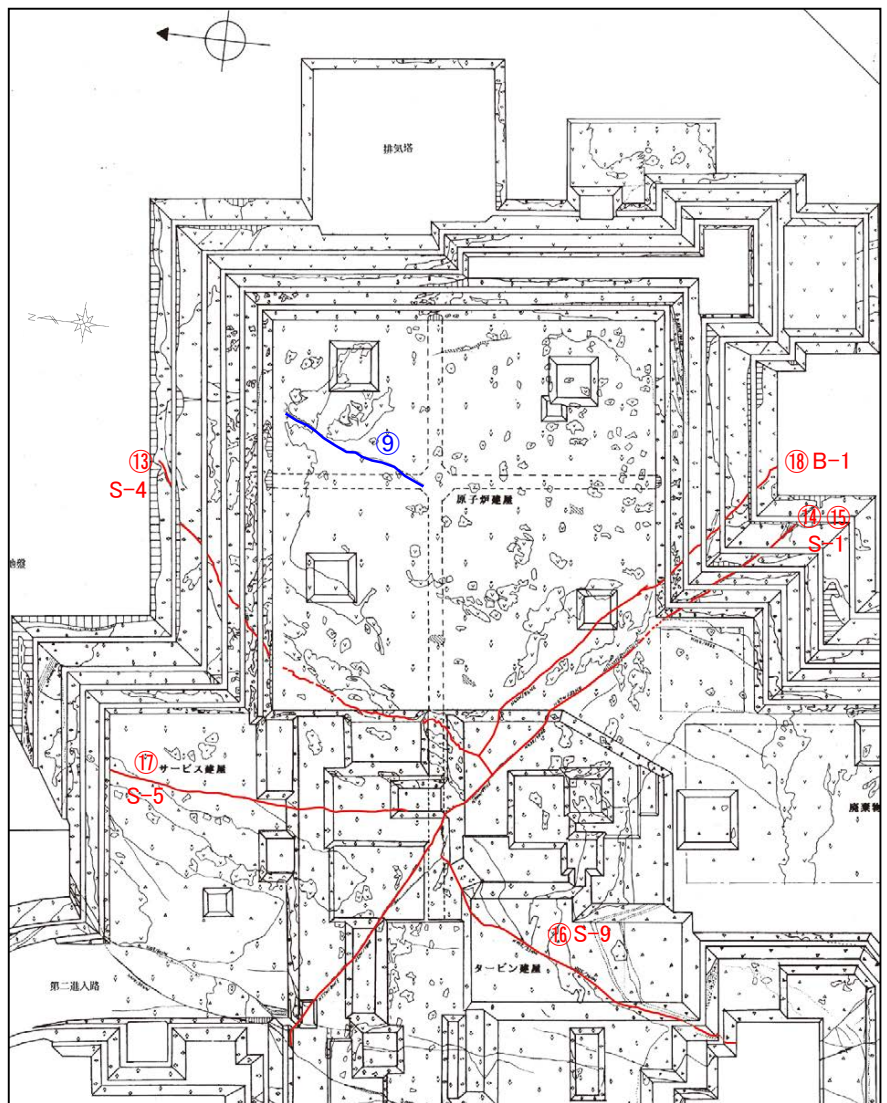 排気塔
N
⑨
⑬
S-4
⑱ B-1
原子炉建屋
⑭ ⑮
S-1
地盤
⑰
サービス建屋
S-5
廃棄物
⑯ S-9
タービン建屋
第二進入路